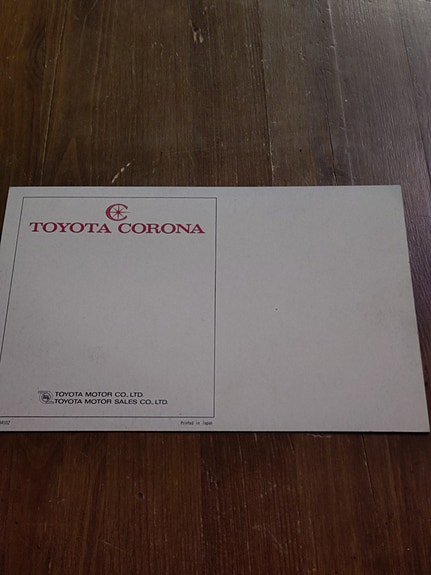 TOYOTA CORONA
TOYOTA MOTOR CO., LTD.
TOYOTA MOTOR SALES CO., LTD.
Printed in Japan